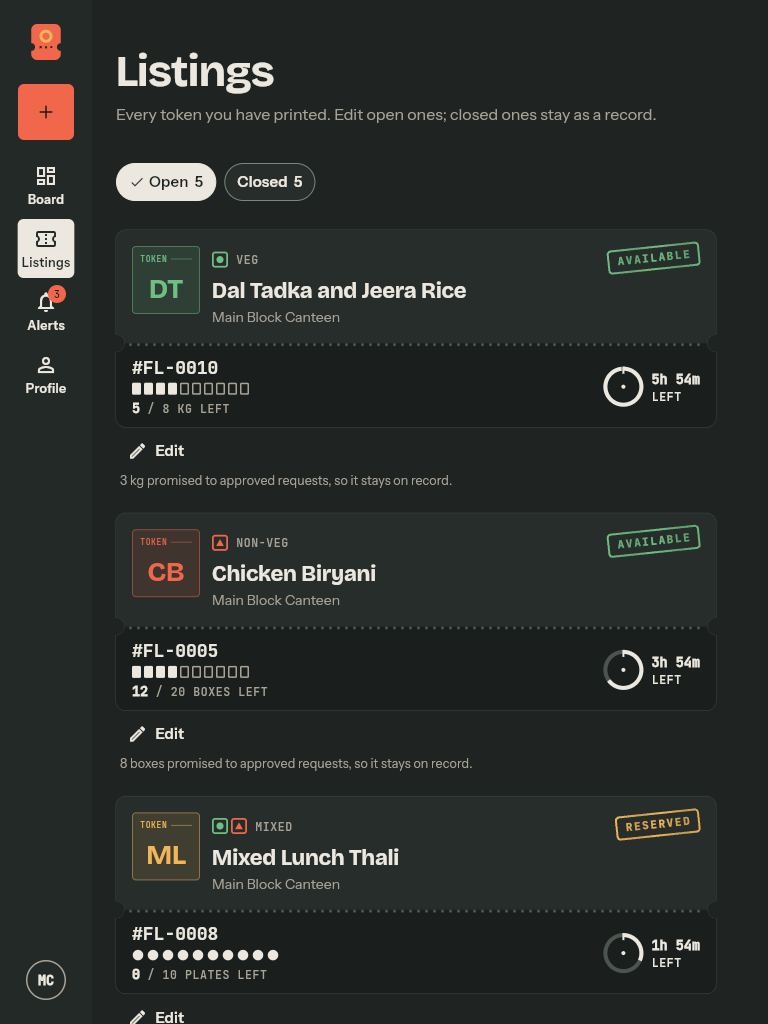 +
Board
Listings
3
Alerts
Profile
MC
Listings
Every token you have printed. Edit open ones; closed ones stay as a record.
Open 5
Closed 5
TOKEN
DT
VEG
Dal Tadka and Jeera Rice
Main Block Canteen
AVAILABLE
#FL-0010
5 / 8 KG LEFT
5h 54m
LEFT
Edit
3 kg promised to approved requests, so it stays on record.
TOKEN
CB
NON-VEG
Chicken Biryani
Main Block Canteen
AVAILABLE
#FL-0005
12 / 20 BOXES LEFT
3h 54m
LEFT
Edit
8 boxes promised to approved requests, so it stays on record.
TOKEN
ML
MIXED
Mixed Lunch Thali
Main Block Canteen
RESERVED
#FL-0008
0 / 10 PLATES LEFT
1h 54m
LEFT
Edit